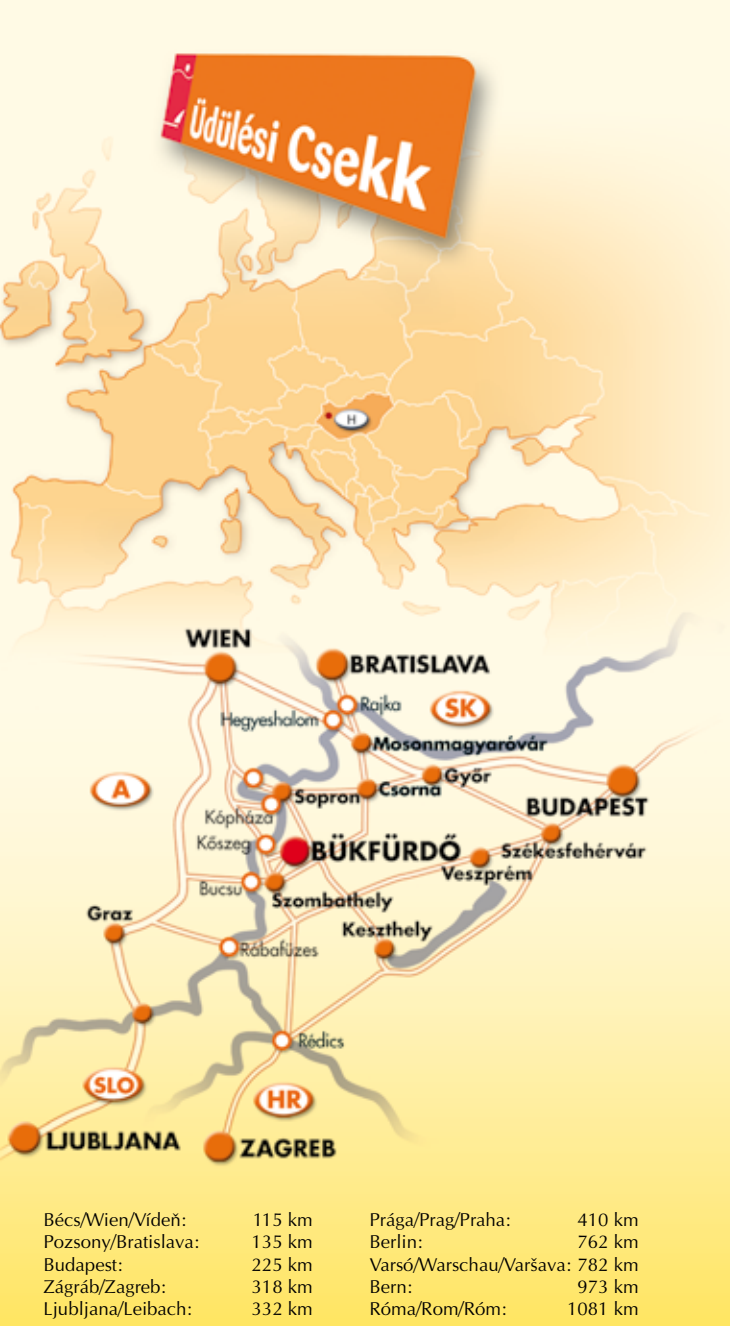 Üdülési Csekk
H
WIEN
BRATISLAVA
Rajka
SK
Hegyeshalom
Mosonmagyaróvár
A
Győr
Csorna
Sopron
BUDAPEST
Kópháza
Kőszeg
BÜKFÜRDŐ
Székesfehérvár
Veszprém
Bucsu
Szombathely
Graz
Keszthely
Rábafüzes
Rédics
SLO
HR
LJUBLJANA
ZAGREB
Bécs/Wien/Vídeň: 115 km
Pozsony/Bratislava: 135 km
Budapest: 225 km
Zágráb/Zagreb: 318 km
Ljubljana/Leibach: 332 km
Prága/Prag/Praha: 410 km
Berlin: 762 km
Varsó/Warschau/Varšava: 782 km
Bern: 973 km
Róma/Rom/Róm: 1081 km